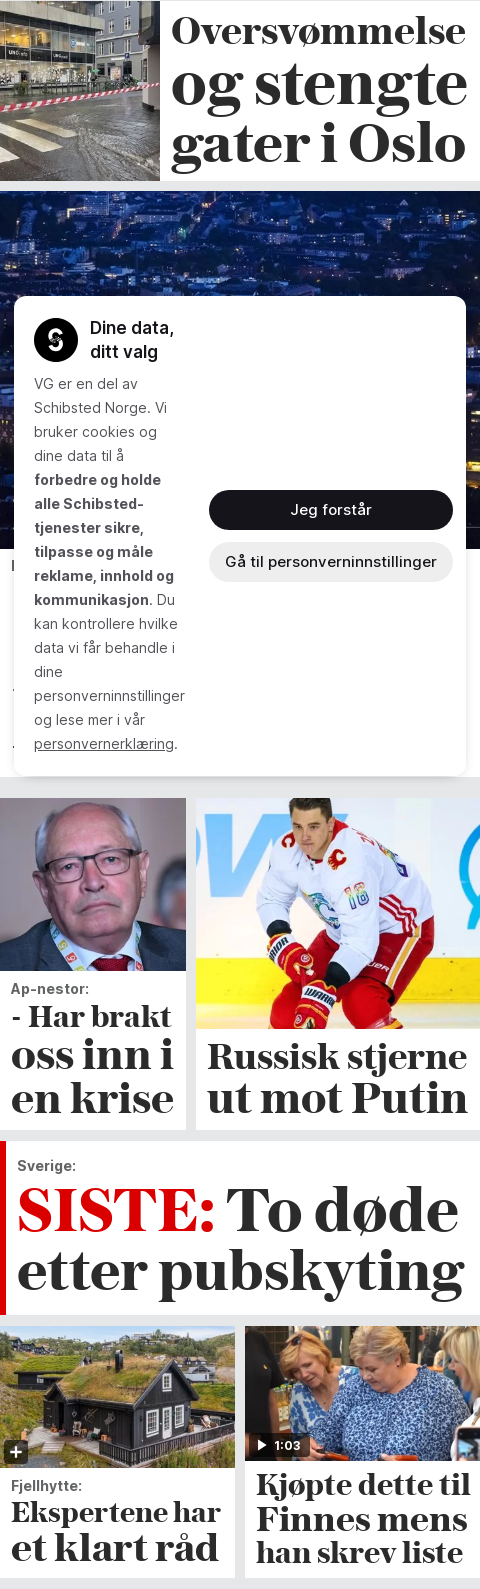 Oversvømmelse
og stengte
gater i Oslo
Dine data,
ditt valg
VG er en del av
Schibsted Norge. Vi
bruker cookies og
dine data til å
forbedre og holde
alle Schibsted-
tjenester sikre,
tilpasse og måle
reklame, innhold og
kommunikasjon. Du
kan kontrollere hvilke
data vi får behandle i
dine
personverninnstillinger
og lese mer i vår
personvernerklæring.
Jeg forstår
Gå til personverninnstillinger
Ap-nestor:
- Har brakt
oss inn i
en krise
16
WARRIOR
WARRIOR
Russisk stjerne
ut mot Putin
Sverige:
SISTE: To døde
etter pubskyting
Fjellhytte:
Ekspertene har
et klart råd
1:03
Kjøpte dette til
Finnes mens
han skrev liste